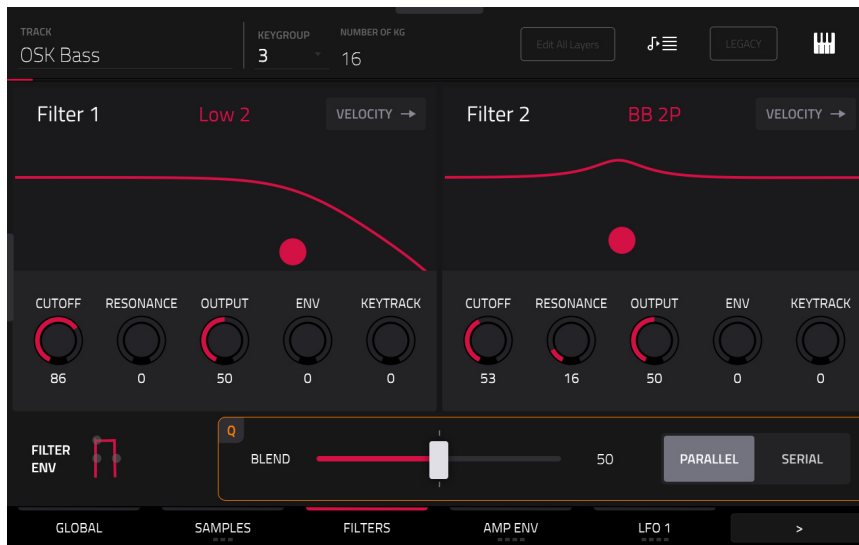 TRACK
OSK Bass
KEYGROUP
3
NUMBER OF KG
16
Edit All Layers
LEGACY
Filter 1
Low 2
VELOCITY
Filter 2
BB 2P
VELOCITY
CUTOFF RESONANCE OUTPUT ENV KEYTRACK
86 0 50 0 0
CUTOFF RESONANCE OUTPUT ENV KEYTRACK
53 16 50 0 0
FILTER
ENV
Q
BLEND
50
PARALLEL
SERIAL
GLOBAL SAMPLES FILTERS AMP ENV LFO 1 >